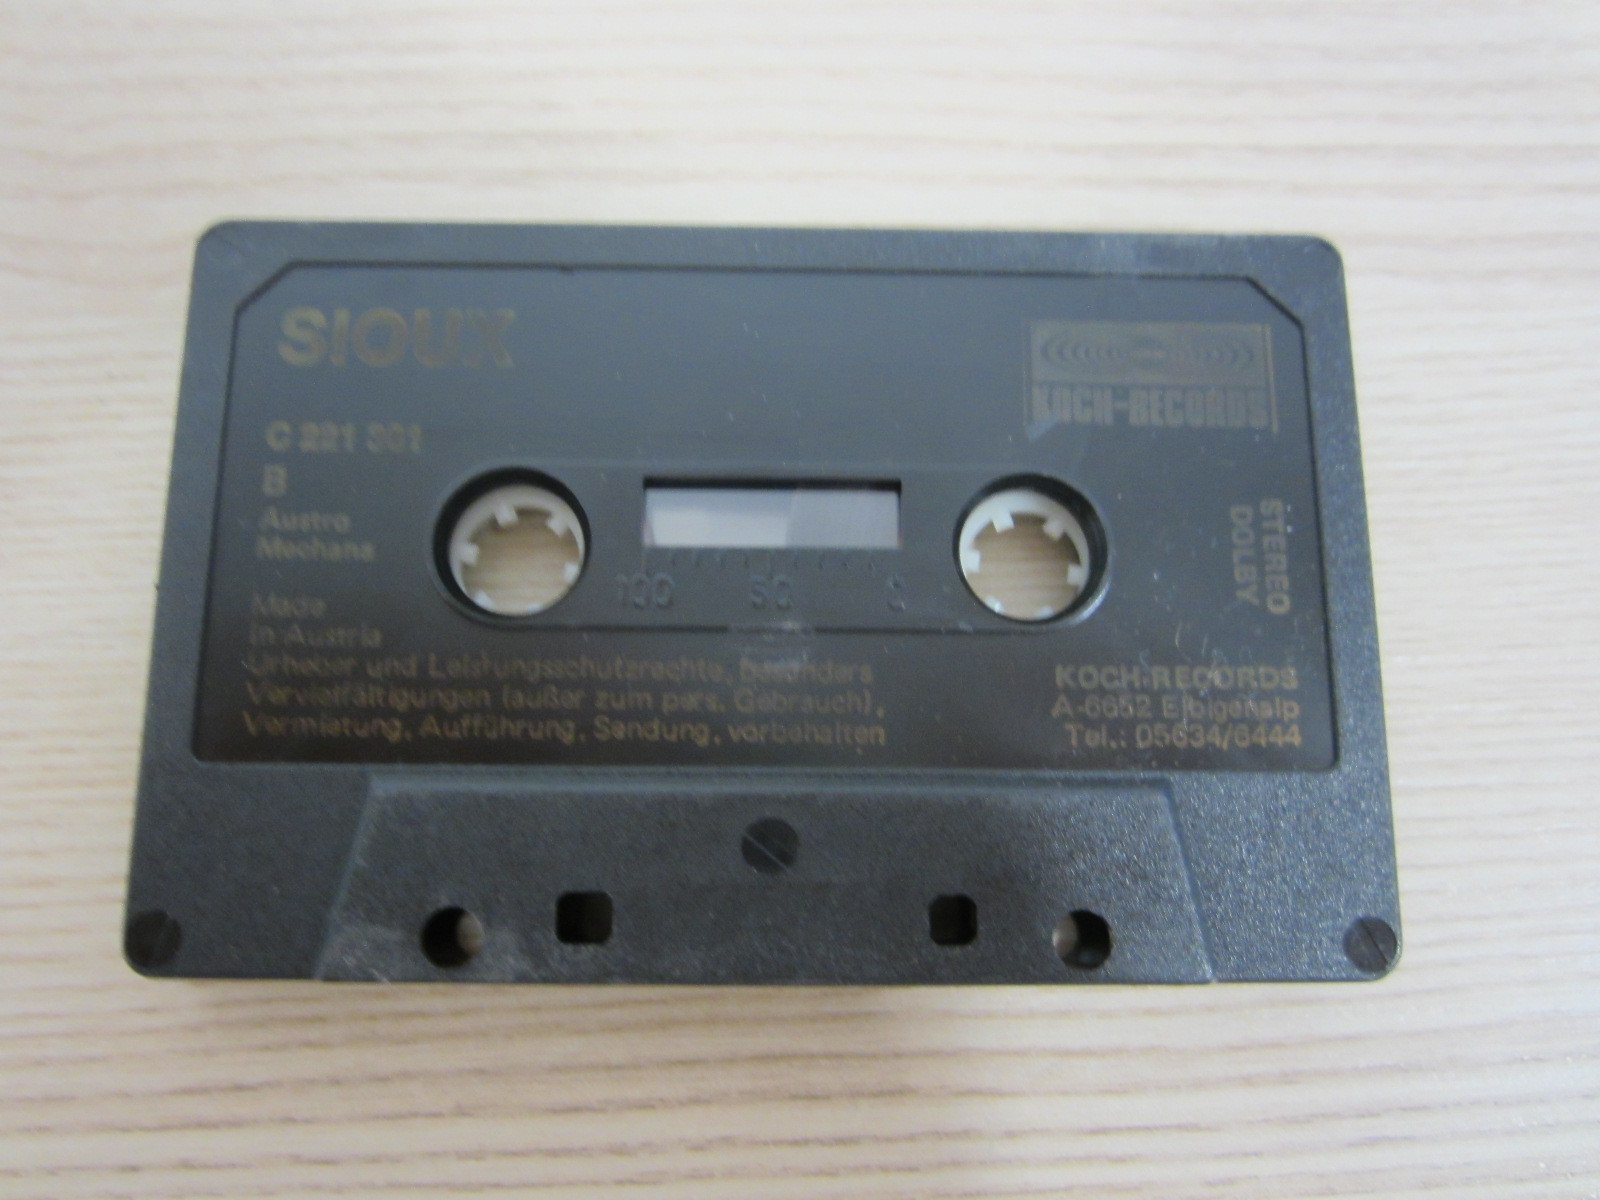 SIOUX
KOCH-RECORDS
C 221 301
B
Austro
Mechana
STEREO
DOLBY
100 50 0
Made
in Austria
Urheber und Leistungsschutzrechte, besonders
Vervielfältigungen (außer zum pers. Gebrauch),
Vermietung, Aufführung, Sendung, vorbehalten
KOCH-RECORDS
A-6652 Elbigenalp
Tel.: 05634/6444